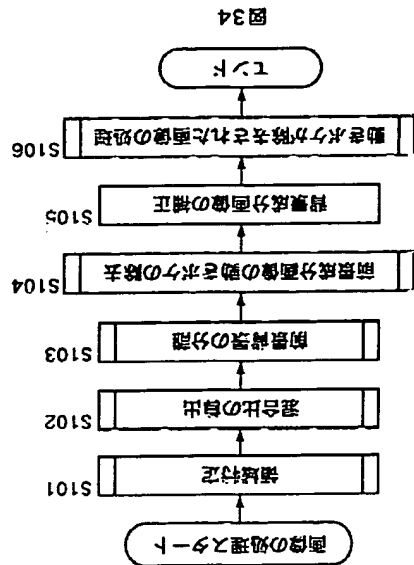 画像の処理スタート
領域特定 S101
混合比の算出 S102
前景背景の分離 S103
前景成分画像の動きボケの除去 S104
背景成分画像の補正 S105
動きボケが除去された画像の処理 S106
エンド
図34